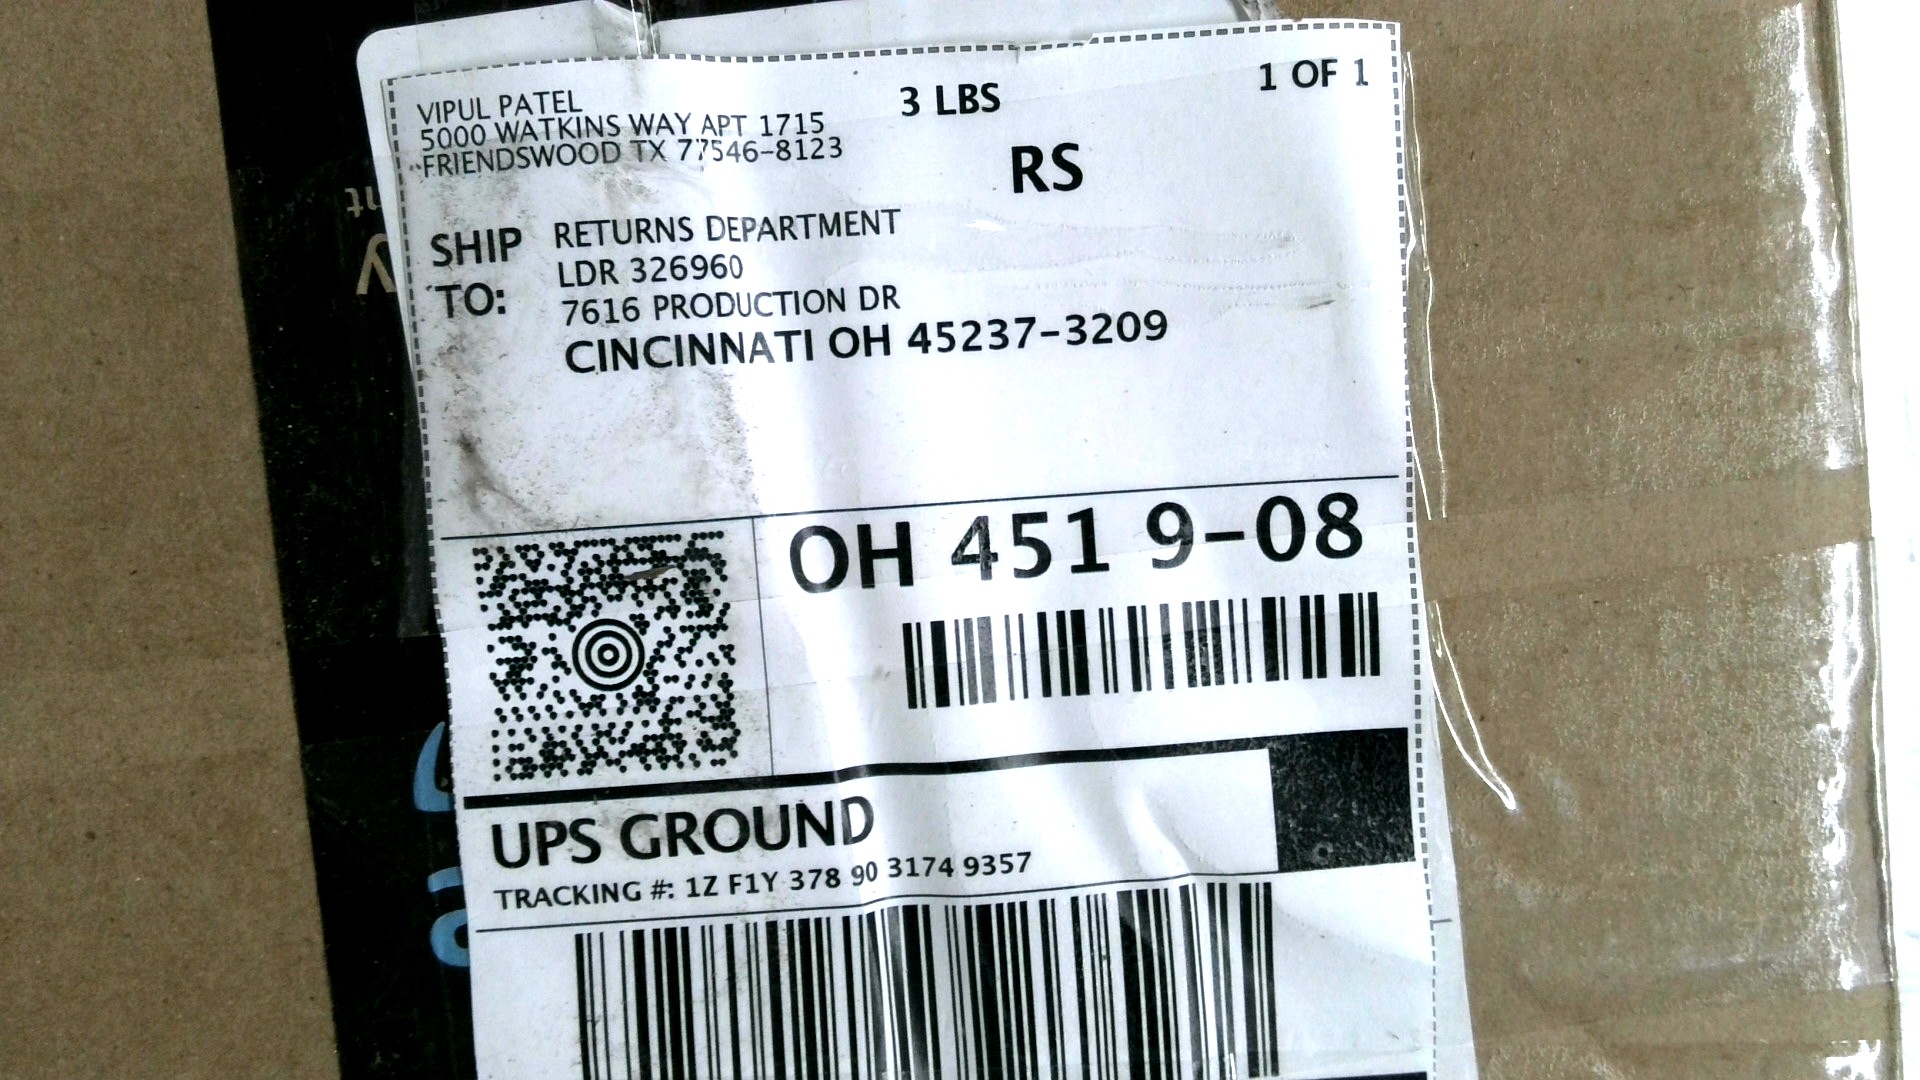 VIPUL PATEL
5000 WATKINS WAY APT 1715
FRIENDSWOOD TX 77546-8123
3 LBS
1 OF 1
RS
SHIP TO:
RETURNS DEPARTMENT
LDR 326960
7616 PRODUCTION DR
CINCINNATI OH 45237-3209
OH 451 9-08
UPS GROUND
TRACKING #: 1Z F1Y 378 90 3174 9357